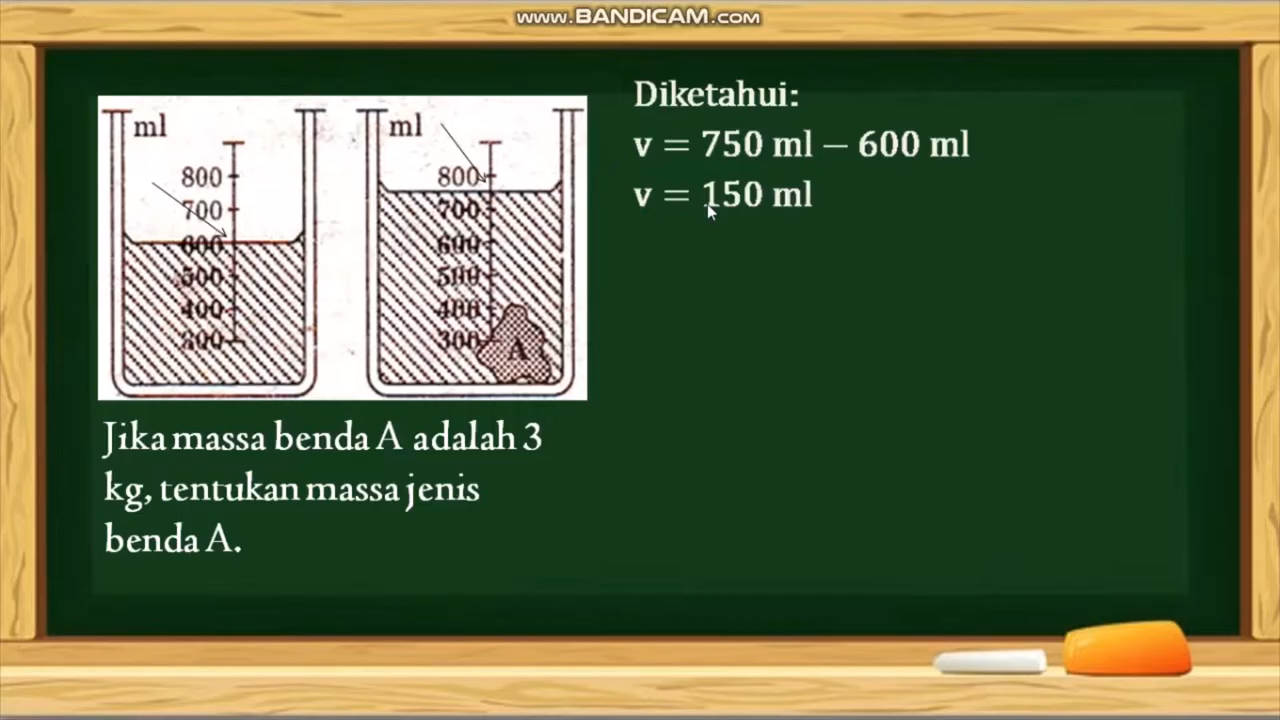 www.BANDICAM.com
ml
800
700
600
500
400
300
ml
800
700
600
500
400
300
A
Jika massa benda A adalah 3
kg, tentukan massa jenis
benda A.
Diketahui:
v = 750 ml − 600 ml
v = 150 ml